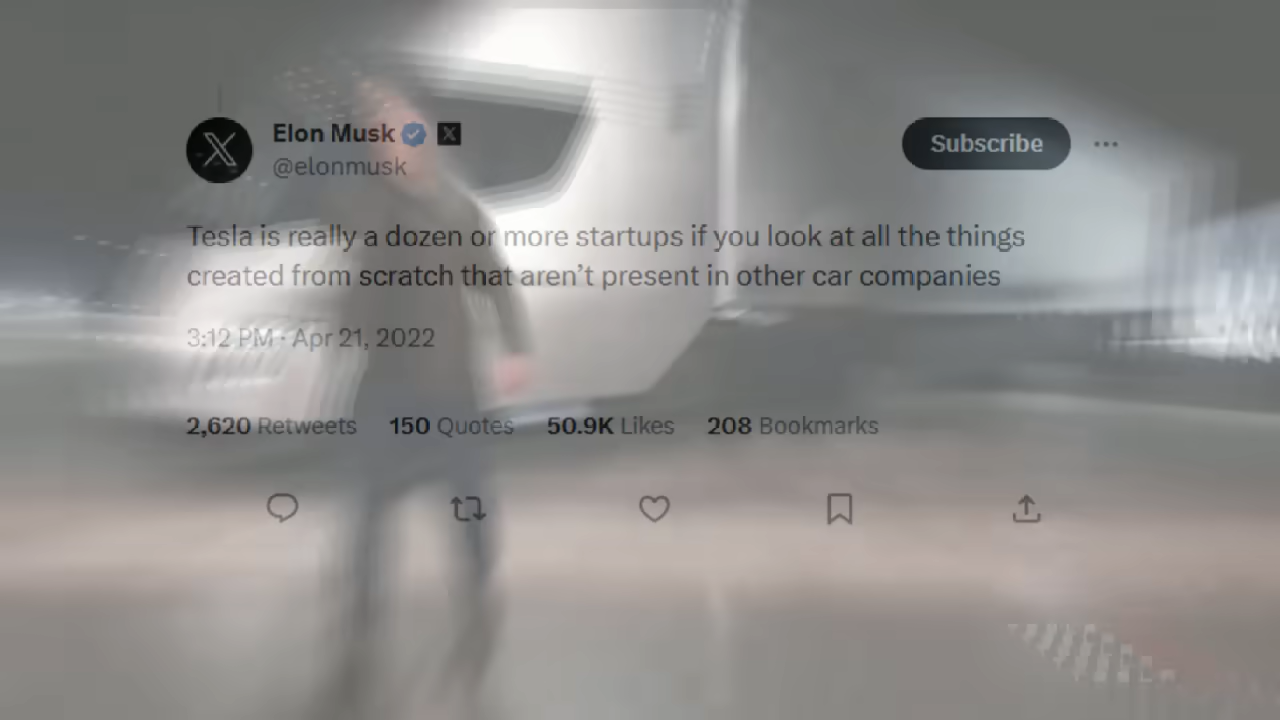 Elon Musk
@elonmusk
Subscribe
Tesla is really a dozen or more startups if you look at all the things
created from scratch that aren’t present in other car companies
3:12 PM · Apr 21, 2022
2,620 Retweets 150 Quotes 50.9K Likes 208 Bookmarks